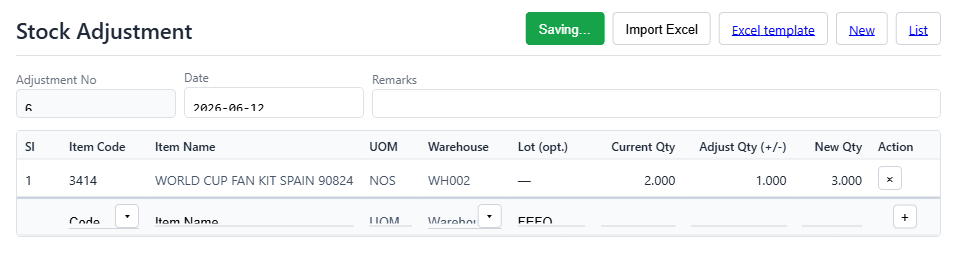 Stock Adjustment Saving... Import Excel Excel template New List
Adjustment No Date Remarks
6 2026-06-12
Sl Item Code Item Name UOM Warehouse Lot (opt.) Current Qty Adjust Qty (+/-) New Qty Action
1 3414 WORLD CUP FAN KIT SPAIN 90824 NOS WH002 — 2.000 1.000 3.000 ×
Code Item Name UOM +